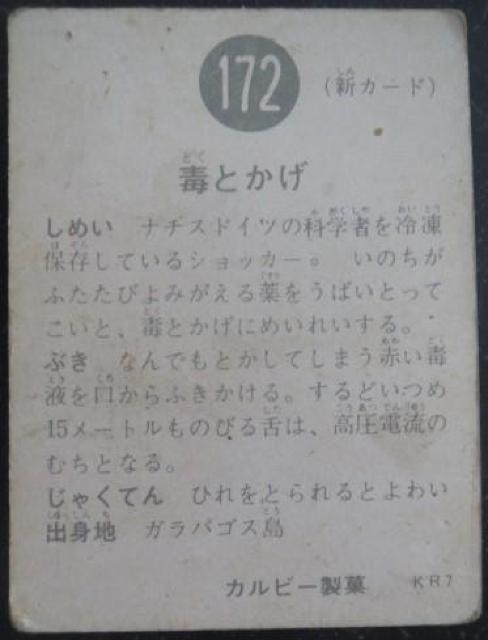 172
(新カード)
毒とかげ
しめい ナチスドイツの科学者を冷凍
保存しているショッカー。 いのちが
ふたたびよみがえる薬をうばいとって
こいと、毒とかげにめいれいする。
ぶき なんでもとかしてしまう赤い毒
液を口からふきかける。するどいつめ
15メートルものびる舌は、高圧電流の
むちとなる。
じゃくてん ひれをとられるとよわい
出身地 ガラパゴス島
カルビー製菓 KR7